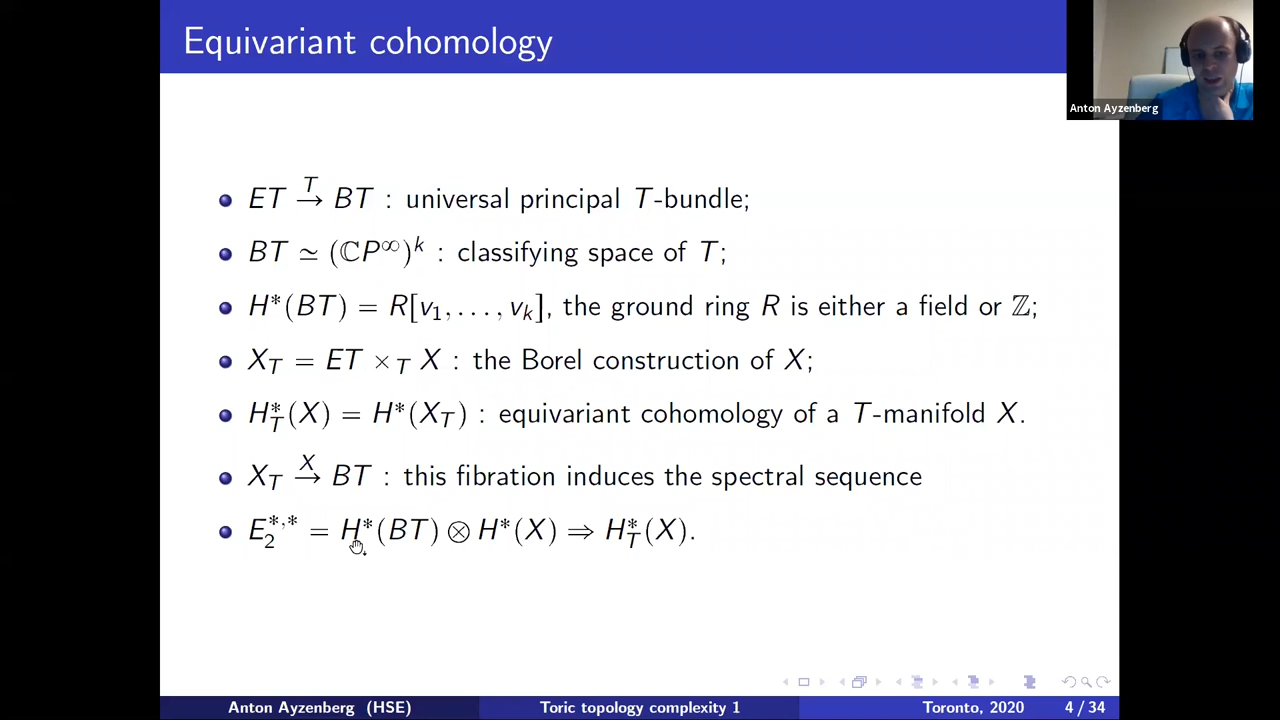 Equivariant cohomology
Anton Ayzenberg
ET →^T BT : universal principal T-bundle;
BT ≃ (ℂP^∞)^k : classifying space of T;
H*(BT) = R[v_1, . . . , v_k], the ground ring R is either a field or ℤ;
X_T = ET ×_T X : the Borel construction of X;
H*_T(X) = H*(X_T) : equivariant cohomology of a T-manifold X.
X_T →^X BT : this fibration induces the spectral sequence
E_2^{*,*} = H*(BT) ⊗ H*(X) ⇒ H*_T(X).
Anton Ayzenberg (HSE)
Toric topology complexity 1
Toronto, 2020
4 / 34